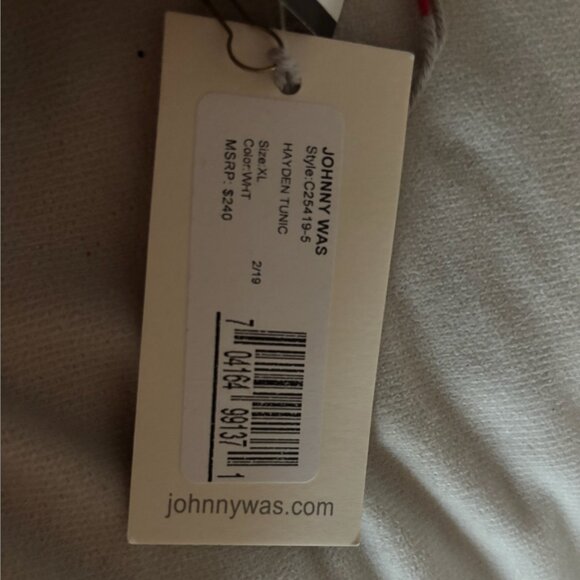 JOHNNY WAS
Style:C25419-5
HAYDEN TUNIC
Size:XL 2/19
Color:WHT
MSRP: $240
7 04164 99137 1
johnnywas.com